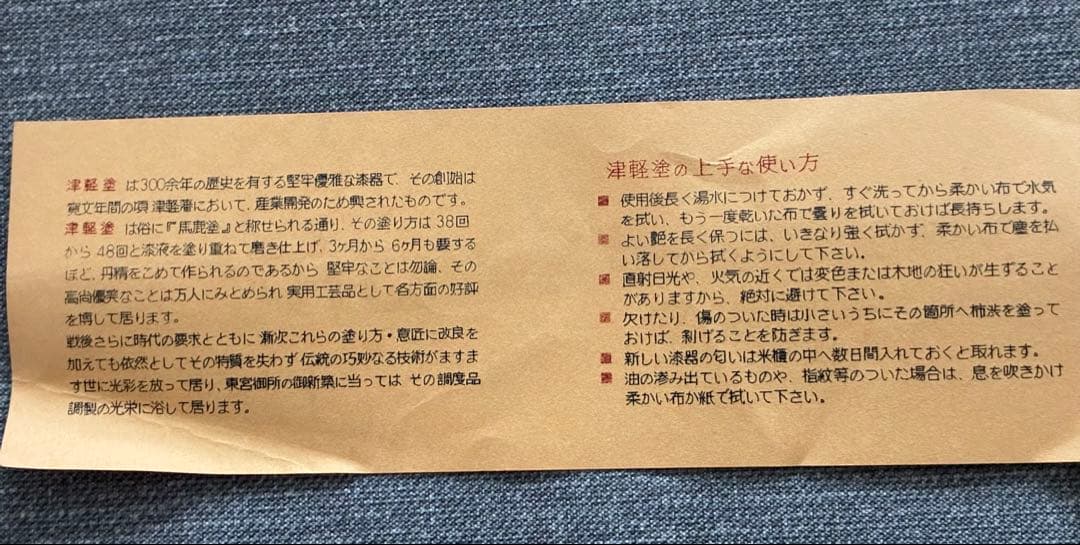 津軽塗 は300余年の歴史を有する堅牢優雅な漆器で、その創始は
寛文年間の頃 津軽藩において、産業開発のため興されたものです。
津軽塗 は俗に『馬鹿塗』と称せられる通り、その塗り方は 38回
から 48回と漆液を塗り重ねて磨き仕上げ、3ヶ月から 6ヶ月も要する
ほど、丹精をこめて作られるのであるから 堅牢なことは勿論、その
高尚優美なことは万人にみとめられ 実用工芸品として各方面の好評
を博して居ります。
戦後さらに時代の要求とともに 漸次これらの塗り方・意匠に改良を
加えても依然としてその特質を失わず 伝統の巧妙なる技術がますま
す世に光彩を放って居り、東宮御所の御新築に当っては その調度品
調製の光栄に浴して居ります。
津軽塗の上手な使い方
使用後長く湯水につけておかず、すぐ洗ってから柔かい布で水気
を拭い、もう一度乾いた布で曇りを拭いておけば長持ちします。
よい艶を長く保つには、いきなり強く拭かず、柔かい布で塵を払
い落してから拭くようにして下さい。
直射日光や、火気の近くでは変色または木地の狂いが生ずること
がありますから、絶対に避けて下さい。
欠けたり、傷のついた時は小さいうちにその箇所へ柿渋を塗って
おけば、剥げることを防ぎます。
新しい漆器の匂いは米櫃の中へ数日間入れておくと取れます。
油の滲み出ているものや、指紋等のついた場合は、息を吹きかけ
柔かい布か紙で拭いて下さい。